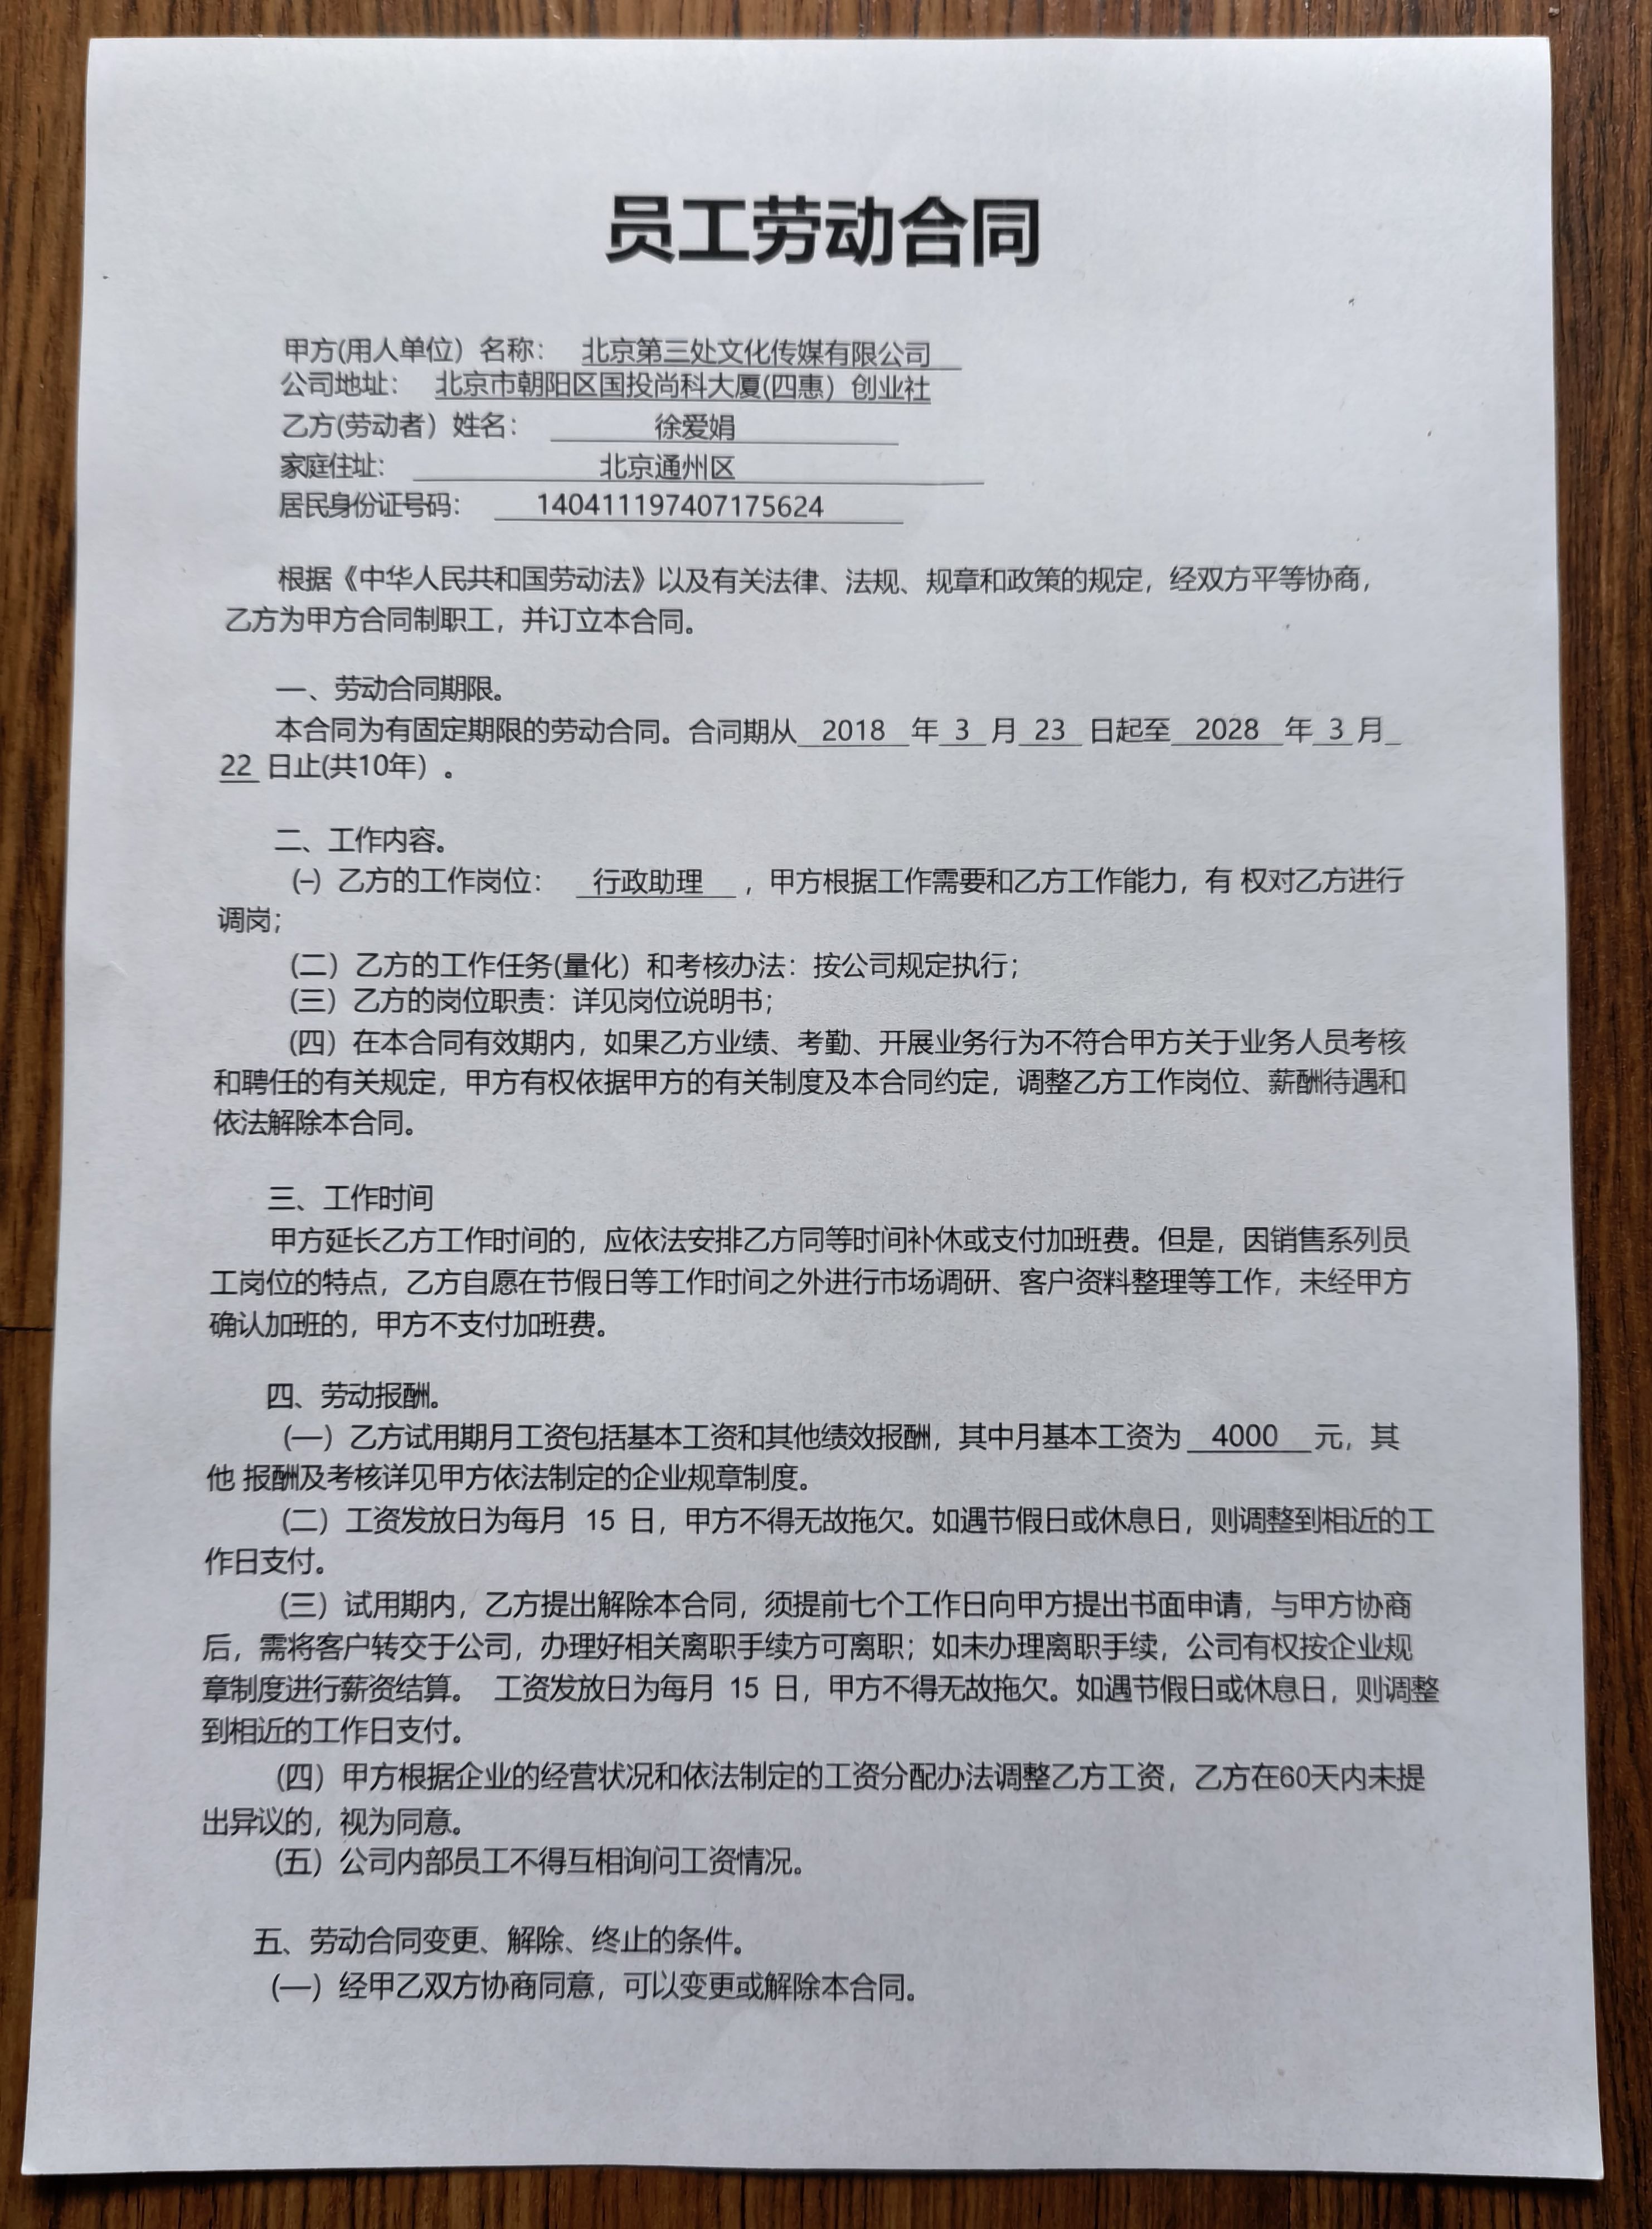 员工劳动合同
甲方(用人单位）名称： 北京第三处文化传媒有限公司
公司地址： 北京市朝阳区国投尚科大厦(四惠）创业社
乙方(劳动者）姓名： 徐爱娟
家庭住址： 北京通州区
居民身份证号码： 140411197407175624
根据《中华人民共和国劳动法》以及有关法律、法规、规章和政策的规定，经双方平等协商，
乙方为甲方合同制职工，并订立本合同。
一、劳动合同期限。
本合同为有固定期限的劳动合同。合同期从 2018 年 3 月 23 日起至 2028 年 3 月
22 日止(共10年）。
二、工作内容。
㈠ 乙方的工作岗位： 行政助理 ，甲方根据工作需要和乙方工作能力，有 权对乙方进行
调岗；
(二）乙方的工作任务(量化）和考核办法：按公司规定执行；
(三）乙方的岗位职责：详见岗位说明书；
(四）在本合同有效期内，如果乙方业绩、考勤、开展业务行为不符合甲方关于业务人员考核
和聘任的有关规定，甲方有权依据甲方的有关制度及本合同约定，调整乙方工作岗位、薪酬待遇和
依法解除本合同。
三、工作时间
甲方延长乙方工作时间的，应依法安排乙方同等时间补休或支付加班费。但是，因销售系列员
工岗位的特点，乙方自愿在节假日等工作时间之外进行市场调研、客户资料整理等工作，未经甲方
确认加班的，甲方不支付加班费。
四、劳动报酬。
(一）乙方试用期月工资包括基本工资和其他绩效报酬，其中月基本工资为 4000 元，其
他 报酬及考核详见甲方依法制定的企业规章制度。
(二）工资发放日为每月 15 日，甲方不得无故拖欠。如遇节假日或休息日，则调整到相近的工
作日支付。
(三）试用期内，乙方提出解除本合同，须提前七个工作日向甲方提出书面申请，与甲方协商
后，需将客户转交于公司，办理好相关离职手续方可离职；如未办理离职手续，公司有权按企业规
章制度进行薪资结算。 工资发放日为每月 15 日，甲方不得无故拖欠。如遇节假日或休息日，则调整
到相近的工作日支付。
(四）甲方根据企业的经营状况和依法制定的工资分配办法调整乙方工资，乙方在60天内未提
出异议的，视为同意。
(五）公司内部员工不得互相询问工资情况。
五、劳动合同变更、解除、终止的条件。
(一）经甲乙双方协商同意，可以变更或解除本合同。